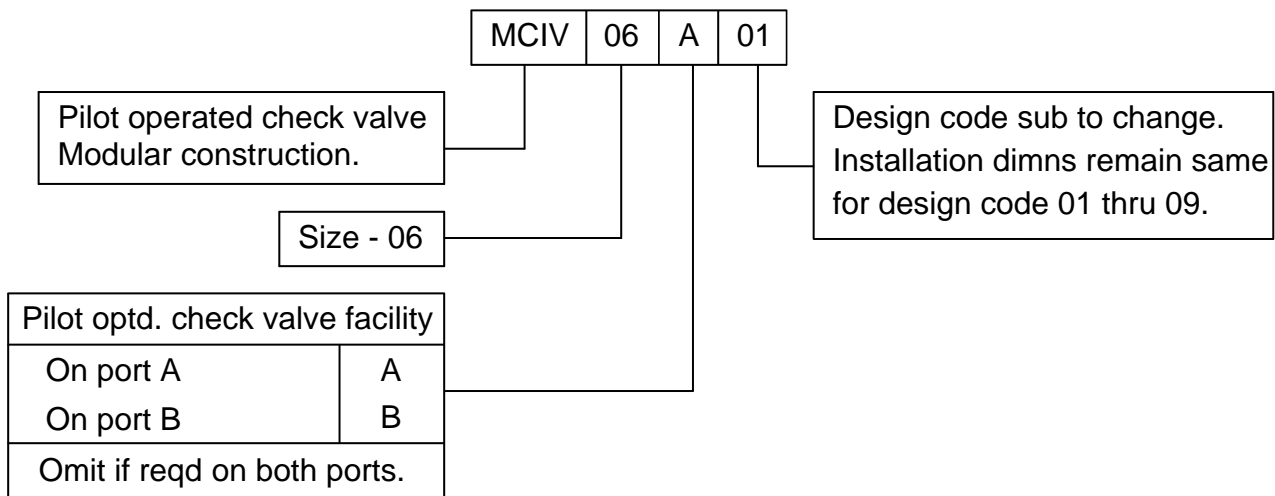 MCIV 06 A 01
Pilot operated check valve
Modular construction.
Design code sub to change.
Installation dimns remain same
for design code 01 thru 09.
Size - 06
Pilot optd. check valve facility
On port A A
On port B B
Omit if reqd on both ports.